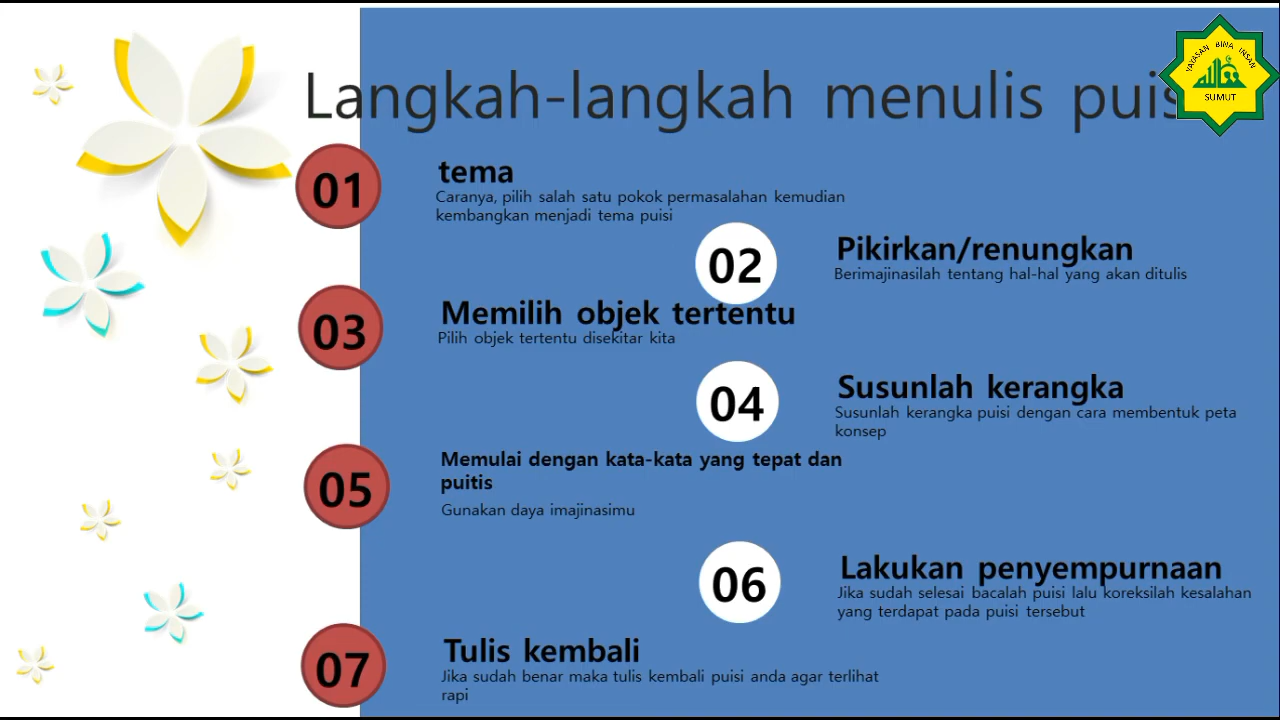 Langkah-langkah menulis puis
YAYASAN BINA INSAN
SUMUT
01
tema
Caranya, pilih salah satu pokok permasalahan kemudian
kembangkan menjadi tema puisi
02
Pikirkan/renungkan
Berimajinasilah tentang hal-hal yang akan ditulis
03
Memilih objek tertentu
Pilih objek tertentu disekitar kita
04
Susunlah kerangka
Susunlah kerangka puisi dengan cara membentuk peta
konsep
05
Memulai dengan kata-kata yang tepat dan
puitis
Gunakan daya imajinasimu
06
Lakukan penyempurnaan
Jika sudah selesai bacalah puisi lalu koreksilah kesalahan
yang terdapat pada puisi tersebut
07
Tulis kembali
Jika sudah benar maka tulis kembali puisi anda agar terlihat
rapi